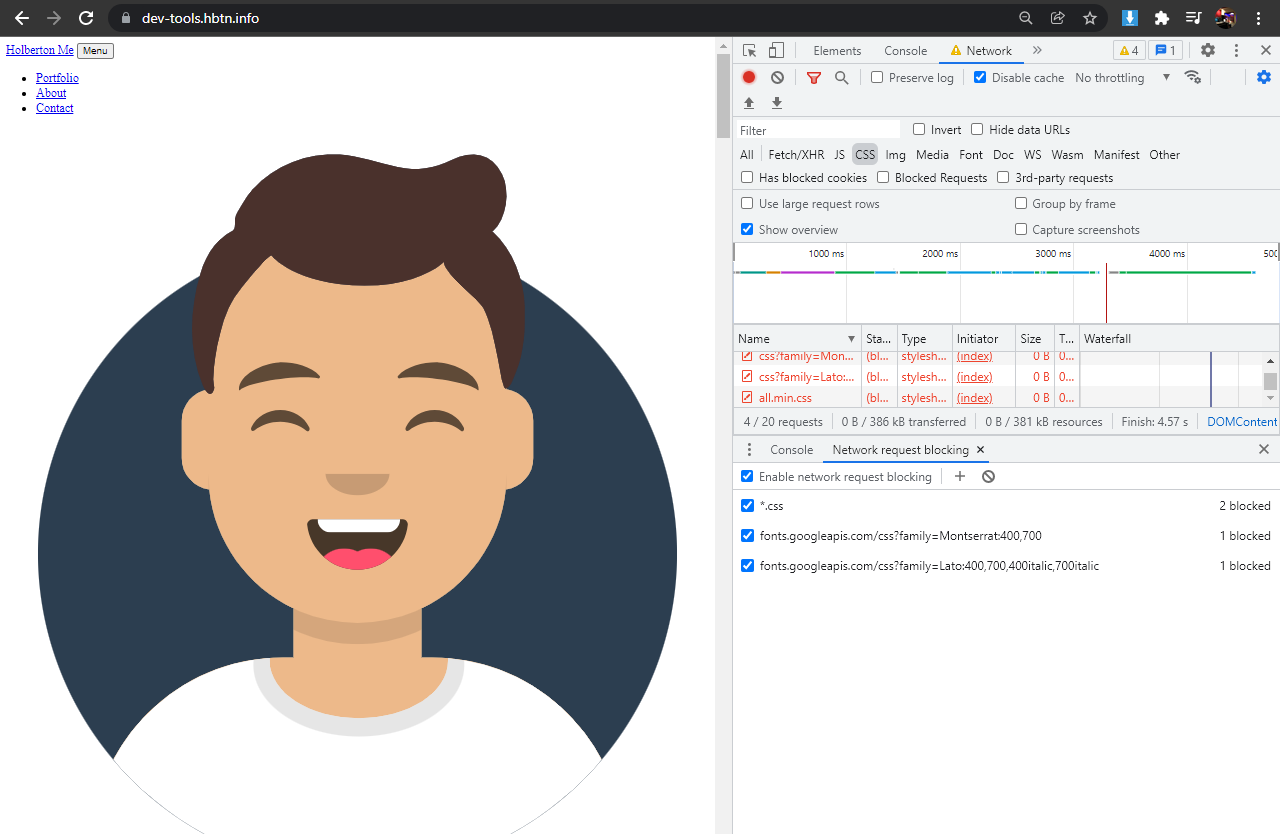 dev-tools.hbtn.info
Holberton Me Menu
Portfolio
About
Contact
Elements Console Network 4 1
Preserve log Disable cache No throttling
Filter Invert Hide data URLs
All Fetch/XHR JS CSS Img Media Font Doc WS Wasm Manifest Other
Has blocked cookies Blocked Requests 3rd-party requests
Use large request rows Group by frame
Show overview Capture screenshots
1000 ms 2000 ms 3000 ms 4000 ms 500
Name Sta... Type Initiator Size T... Waterfall
css?family=Mon... (bl... stylesh... (index) 0 B 0...
css?family=Lato:... (bl... stylesh... (index) 0 B 0...
all.min.css (bl... stylesh... (index) 0 B 0...
4 / 20 requests 0 B / 386 kB transferred 0 B / 381 kB resources Finish: 4.57 s DOMContent
Console Network request blocking
Enable network request blocking
*.css 2 blocked
fonts.googleapis.com/css?family=Montserrat:400,700 1 blocked
fonts.googleapis.com/css?family=Lato:400,700,400italic,700italic 1 blocked